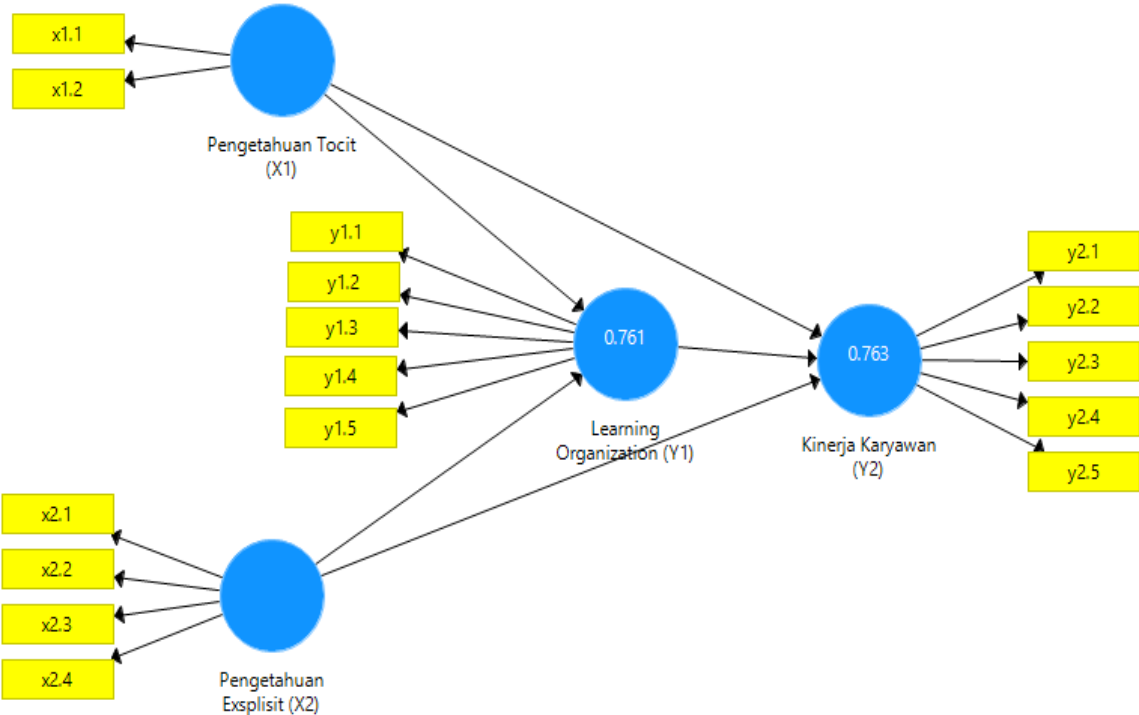 x1.1
x1.2
Pengetahuan Tocit
(X1)
y1.1
y1.2
y1.3
y1.4
y1.5
0.761
Learning
Organization (Y1)
0.763
Kinerja Karyawan
(Y2)
y2.1
y2.2
y2.3
y2.4
y2.5
x2.1
x2.2
x2.3
x2.4
Pengetahuan
Exsplisit (X2)